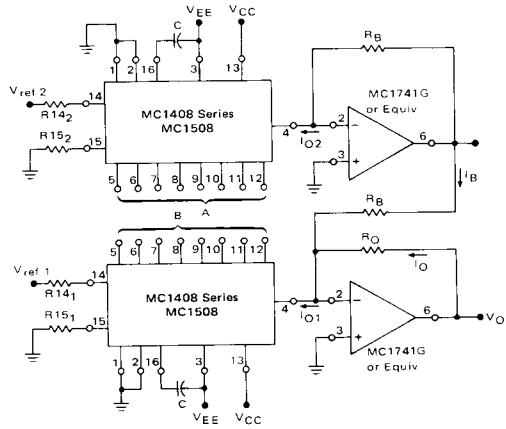 VEE VCC
C
1 2 16 3 13
Vref 2 14
R14₂
R15₂ 15
MC1408 Series
MC1508
4
IO2
RB
2
3
−
+
MC1741G
or Equiv
6
iB
5 6 7 8 9 10 11 12
A
B
5 6 7 8 9 10 11 12
RB
RO
IO
Vref 1 14
R14₁
R15₁ 15
MC1408 Series
MC1508
4
IO1
2
3
−
+
6
VO
MC1741G
or Equiv
1 2 16 3 13
C
VEE VCC